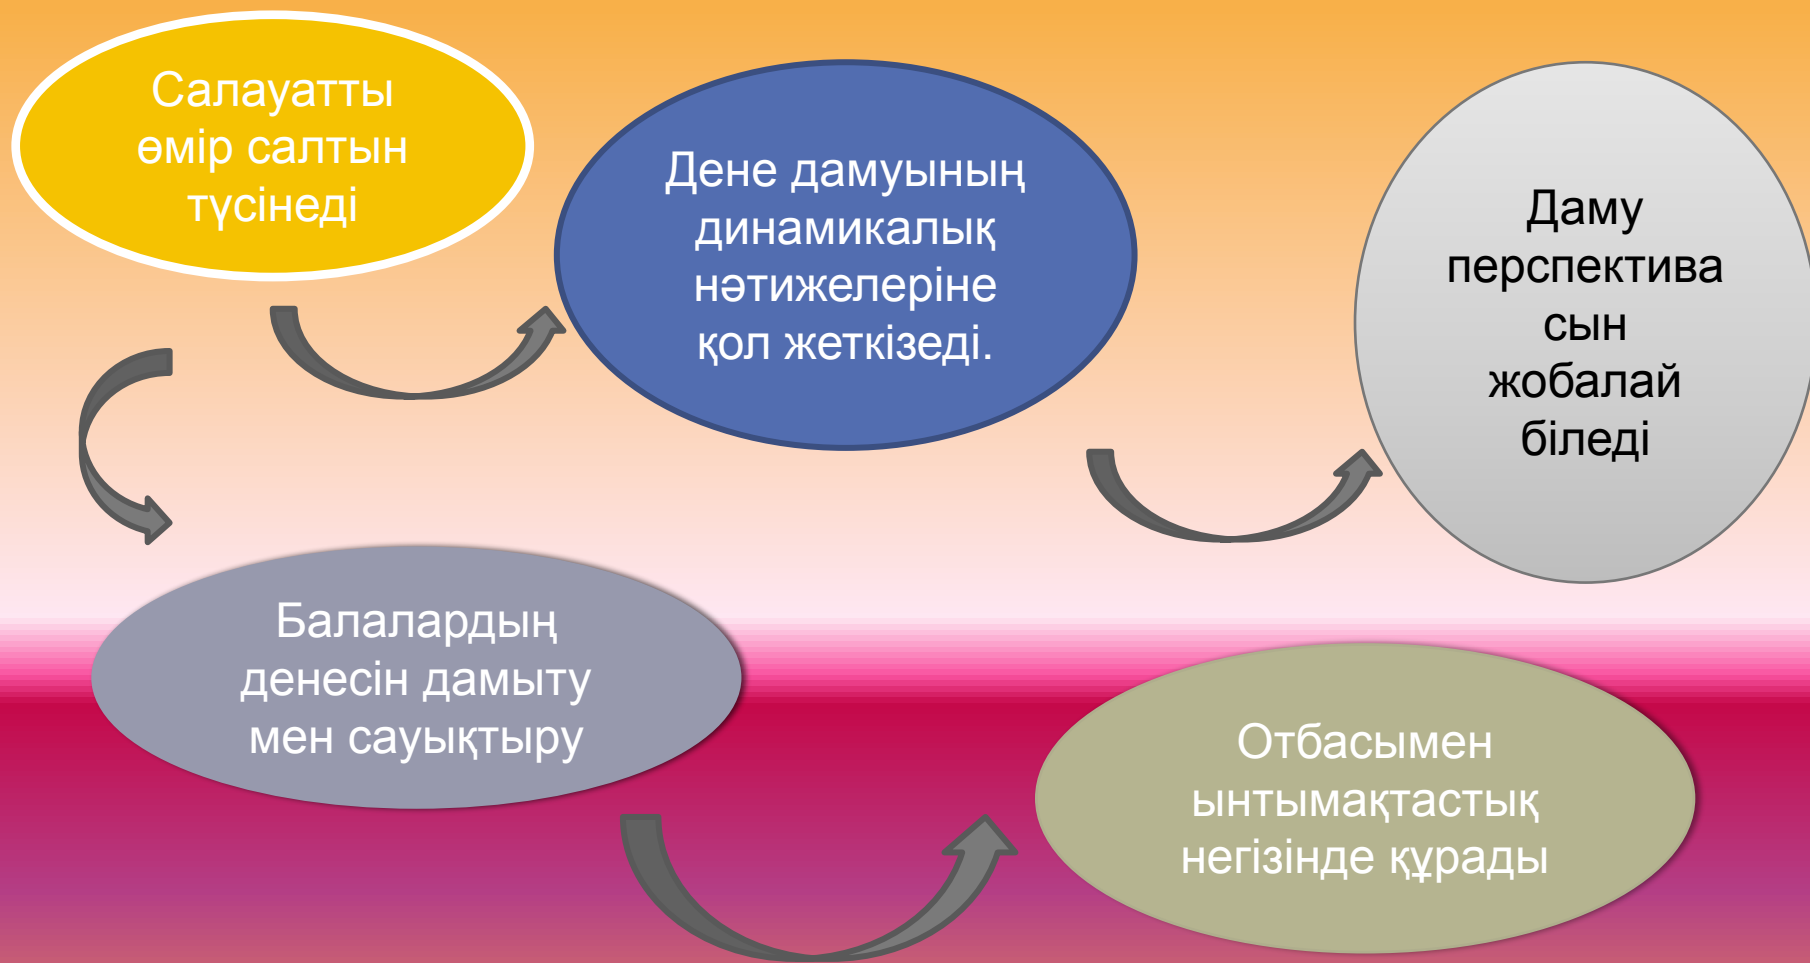 Салауатты
өмір салтын
түсінеді
Дене дамуының
динамикалық
нәтижелеріне
қол жеткізеді.
Даму
перспектива
сын
жобалай
біледі
Балалардың
денесін дамыту
мен сауықтыру
Отбасымен
ынтымақтастық
негізінде құрады